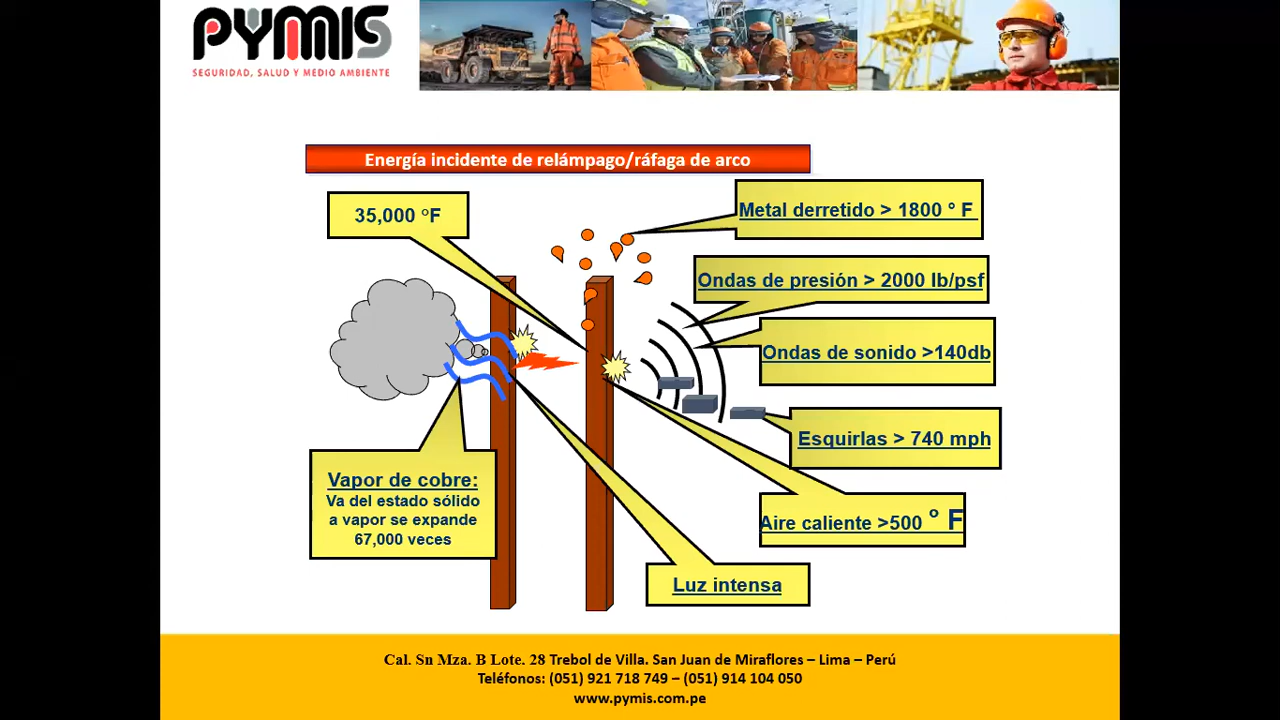 PYMIS
SEGURIDAD, SALUD Y MEDIO AMBIENTE
Energía incidente de relámpago/ráfaga de arco
35,000 °F
Metal derretido > 1800 ° F
Ondas de presión > 2000 lb/psf
Ondas de sonido >140db
Esquirlas > 740 mph
Vapor de cobre:
Va del estado sólido
a vapor se expande
67,000 veces
Aire caliente >500 ° F
Luz intensa
Cal. Sn Mza. B Lote. 28 Trebol de Villa. San Juan de Miraflores – Lima – Perú
Teléfonos: (051) 921 718 749 – (051) 914 104 050
www.pymis.com.pe